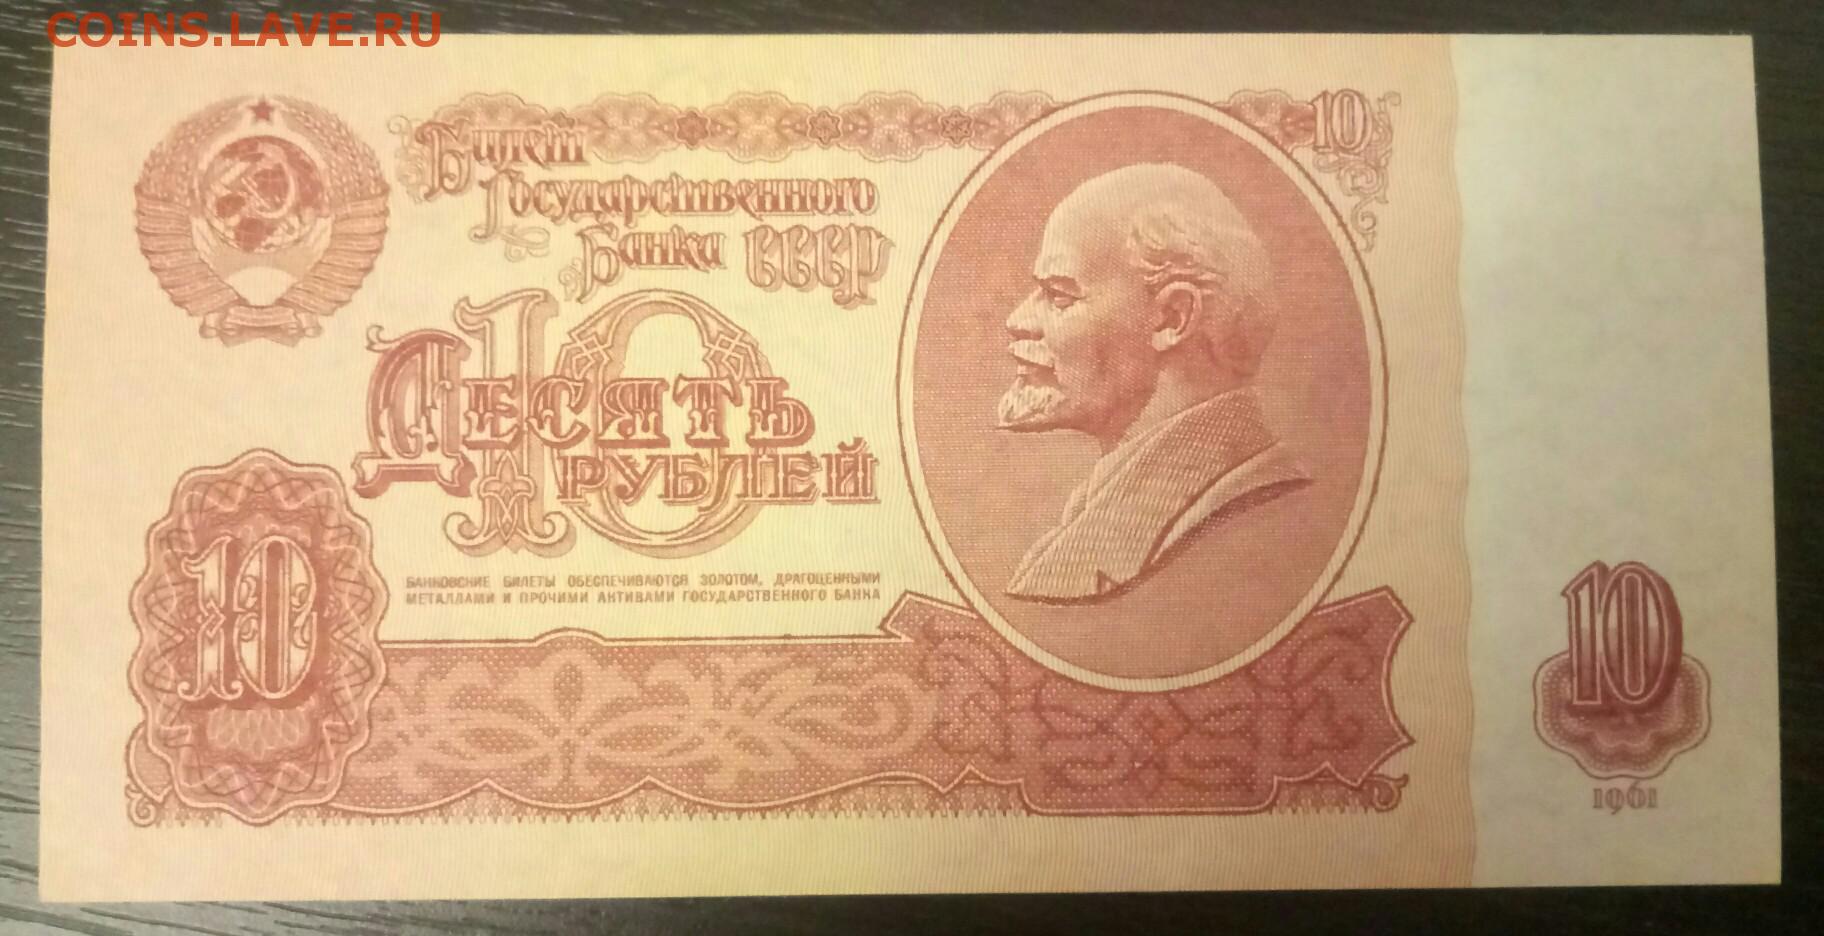 COINS.LAVE.RU
Билет
Государственного
Банка СССР
10
10
Десять
рублей
10
БАНКОВСКИЕ БИЛЕТЫ ОБЕСПЕЧИВАЮТСЯ ЗОЛОТОМ, ДРАГОЦЕННЫМИ
МЕТАЛЛАМИ И ПРОЧИМИ АКТИВАМИ ГОСУДАРСТВЕННОГО БАНКА
10
1961